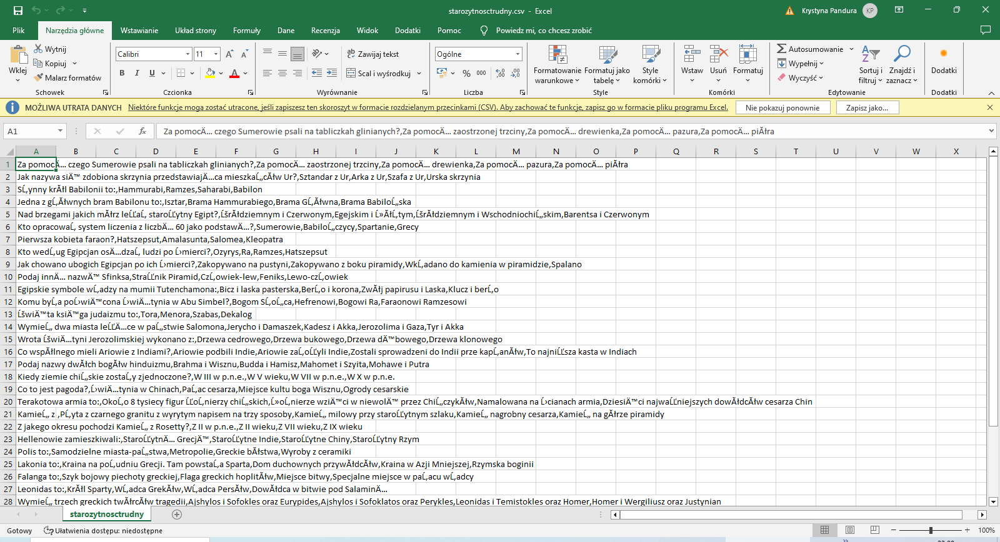 starozytnosctrudny.csv - Excel
Krystyna Pandura
KP
Plik
Narzędzia główne
Wstawianie
Układ strony
Formuły
Dane
Recenzja
Widok
Dodatki
Pomoc
Powiedz mi, co chcesz zrobić
Wklej
Wytnij
Kopiuj
Malarz formatów
Schowek
Calibri
11
B I U
A A
A
Czcionka
Zawijaj tekst
Scal i wyśrodkuj
Wyrównanie
Ogólne
% 000
Liczba
Formatowanie warunkowe
Formatuj jako tabelę
Style komórki
Style
Wstaw
Usuń
Formatuj
Komórki
Autosumowanie
Wypełnij
Wyczyść
Sortuj i filtruj
Znajdź i zaznacz
Edytowanie
Dodatki
Dodatki
MOŻLIWA UTRATA DANYCH Niektóre funkcje mogą zostać utracone, jeśli zapiszesz ten skoroszyt w formacie rozdzielanym przecinkami (CSV). Aby zachować te funkcje, zapisz go w formacie pliku programu Excel.
Nie pokazuj ponownie
Zapisz jako...
A1
fx
Za pomocÄ… czego Sumerowie psali na tabliczkah glinianych?,Za pomocÄ… zaostrzonej trzciny,Za pomocÄ… drewienka,Za pomocÄ… pazura,Za pomocÄ… piĂłra
A B C D E F G H I J K L M N O P Q R S T U V W X
1 Za pomocÄ… czego Sumerowie psali na tabliczkah glinianych?,Za pomocÄ… zaostrzonej trzciny,Za pomocÄ… drewienka,Za pomocÄ… pazura,Za pomocÄ… piĂłra
2 Jak nazywa siÄ™ zdobiona skrzynia przedstawiajÄ…ca mieszkaĹ„cĂłw Ur?,Sztandar z Ur,Arka z Ur,Szafa z Ur,Urska skrzynia
3 SĹ‚ynny krĂłl Babilonii to:,Hammurabi,Ramzes,Saharabi,Babilon
4 Jedna z gĹ‚Ăłwnych bram Babilonu to:,Isztar,Brama Hammurabiego,Brama GĹ‚Ăłwna,Brama BabiloĹ„ska
5 Nad brzegami jakich mĂłrz leĹĽaĹ‚ staroĹĽytny Egipt?,ĹšrĂłdziemnym i Czerwonym,Egejskim i Ĺ»ĂłĹ‚tym,ĹšrĂłdziemnym i WschodniochiĹ„skim,Barentsa i Czerwonym
6 Kto opracowaĹ‚ system liczenia z liczbÄ… 60 jako podstawÄ…?,Sumerowie,BabiloĹ„czycy,Spartanie,Grecy
7 Pierwsza kobieta faraon?,Hatszepsut,Amalasunta,Salomea,Kleopatra
8 Kto wedĹ‚ug Egipcjan osÄ…dzaĹ‚ ludzi po Ĺ›mierci?,Ozyrys,Ra,Ramzes,Hatszepsut
9 Jak chowano ubogich Egipcjan po ich Ĺ›mierci?,Zakopywano na pustyni,Zakopywano z boku piramidy,WkĹ‚adano do kamienia w piramidzie,Spalano
10 Podaj innÄ… nazwÄ™ Sfinksa,StraĹĽnik Piramid,CzĹ‚owiek-lew,Feniks,Lewo-czĹ‚owiek
11 Egipskie symbole wĹ‚adzy na mumii Tutenchamona:,Bicz i laska pasterska,BerĹ‚o i korona,ZwĂłj papirusu i Laska,Klucz i berĹ‚o
12 Komu byĹ‚a poĹ›wiÄ™cona Ĺ›wiÄ…tynia w Abu Simbel?,Bogom SĹ‚oĹ„ca,Hefrenowi,Bogowi Ra,Faraonowi Ramzesowi
13 ĹšwiÄ™ta ksiÄ™ga judaizmu to:,Tora,Menora,Szabas,Dekalog
14 WymieĹ„ dwa miasta leĹĽÄ…ce w paĹ„stwie Salomona,Jerycho i Damaszek,Kadesz i Akka,Jerozolima i Gaza,Tyr i Akka
15 Wrota ĹšwiÄ…tyni Jerozolimskiej wykonano z:,Drzewa cedrowego,Drzewa bukowego,Drzewa dÄ™bowego,Drzewa klonowego
16 Co wspĂłlnego mieli Ariowie z Indiami?,Ariowie podbili Indie,Ariowie zaĹ‚oĹĽyli Indie,Zostali sprowadzeni do Indii prze kapĹ‚anĂłw,To najniĹĽsza kasta w Indiach
17 Podaj nazwy dwĂłch bogĂłw hinduizmu,Brahma i Wisznu,Budda i Hamisz,Mahomet i Szyita,Mohawe i Putra
18 Kiedy ziemie chiĹ„skie zostaĹ‚y zjednoczone?,W III w p.n.e.,W V wieku,W VII w p.n.e.,W X w p.n.e.
19 Co to jest pagoda?,Ĺ›wiÄ…tynia w Chinach,PaĹ‚ac cesarza,Miejsce kultu boga Wisznu,Ogrody cesarskie
20 Terakotowa armia to:,OkoĹ‚o 8 tysiecy figur ĹĽoĹ‚nierzy chiĹ„skich,Ĺ»oĹ‚nierze wziÄ™ci w niewolÄ™ przez ChiĹ„czykĂłw,Namalowana na Ĺ›cianach armia,DziesiÄ™ci najwaĹĽniejszych dowĂłdcĂłw cesarza Chin
21 KamieĹ„ z ,PĹ‚yta z czarnego granitu z wyrytym napisem na trzy sposoby,KamieĹ„ milowy przy staroĹĽytnym szlaku,KamieĹ„ nagrobny cesarza,KamieĹ„ na gĂłrze piramidy
22 Z jakego okresu pochodzi KamieĹ„ z Rosetty?,Z II w p.n.e.,Z II wieku,Z VII wieku,Z IX wieku
23 Hellenowie zamieszkiwali:,StaroĹĽytnÄ… GrecjÄ™,StaroĹĽytne Indie,StaroĹĽytne Chiny,StaroĹĽytny Rzym
24 Polis to:,Samodzielne miasta-paĹ„stwa,Metropolie,Greckie bĂłstwa,Wyroby z ceramiki
25 Lakonia to:,Kraina na poĹ‚udniu Grecji. Tam powstaĹ‚a Sparta,Dom duchownych przywĂłdcĂłw,Kraina w Azji Mniejszej,Rzymska boginii
26 Falanga to:,Szyk bojowy piechoty greckiej,Flaga greckich hoplitĂłw,Miejsce bitwy,Specjalne miejsce w paĹ‚acu wĹ‚adcy
27 Leonidas to:,KrĂłl Sparty,WĹ‚adca GrekĂłw,WĹ‚adca PersĂłw,DowĂłdca w bitwie pod SalaminÄ…
28 WymieĹ„ trzech greckich twĂłrcĂłw tragedii,Ajshylos i Sofokles oraz Eurypides,Ajshylos i Sofoklatos oraz Perykles,Leonidas i Temistokles oraz Homer,Homer i Wergiliusz oraz Justynian
starozytnosctrudny
Gotowy
Ułatwienia dostępu: niedostępne
100%